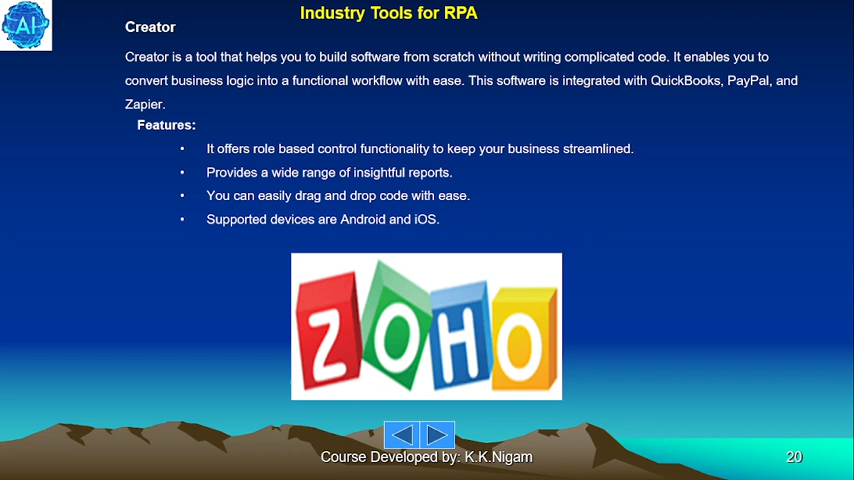 AI
Industry Tools for RPA
Creator
Creator is a tool that helps you to build software from scratch without writing complicated code. It enables you to
convert business logic into a functional workflow with ease. This software is integrated with QuickBooks, PayPal, and
Zapier.
Features:
• It offers role based control functionality to keep your business streamlined.
• Provides a wide range of insightful reports.
• You can easily drag and drop code with ease.
• Supported devices are Android and iOS.
ZOHO
Course Developed by: K.K.Nigam
20